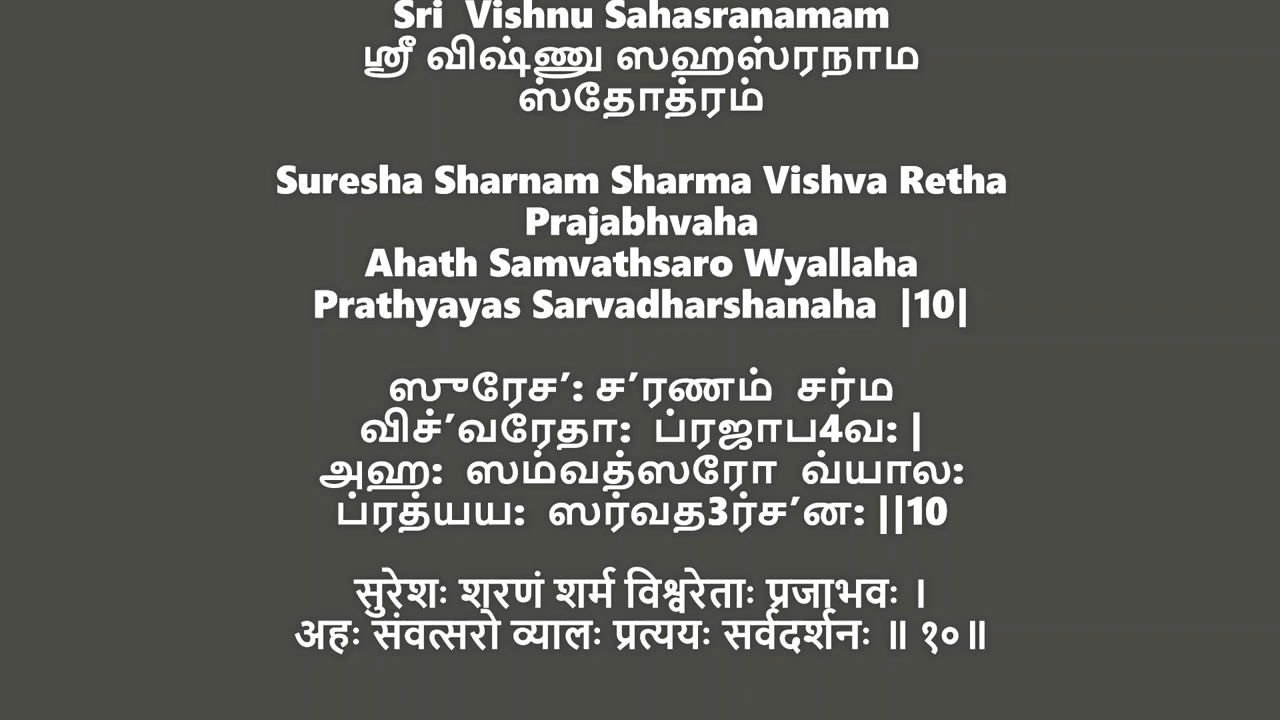 Sri Vishnu Sahasranamam
ஶ்ரீ விஷ்ணு ஸஹஸ்ரநாம
ஸ்தோத்ரம்
Suresha Sharnam Sharma Vishva Retha
Prajabhvaha
Ahath Samvathsaro Wyallaha
Prathyayas Sarvadharshanaha |10|
ஸுரேச’: ச’ரணம் சர்ம
விச்’வரேதா: ப்ரஜாப4வ: |
அஹ: ஸம்வத்ஸரோ வ்யால:
ப்ரத்யய: ஸர்வத3ர்ச’ன: ||10
सुरेशः शरणं शर्म विश्वरेताः प्रजाभवः ।
अहः संवत्सरो व्यालः प्रत्ययः सर्वदर्शनः ॥ १०॥